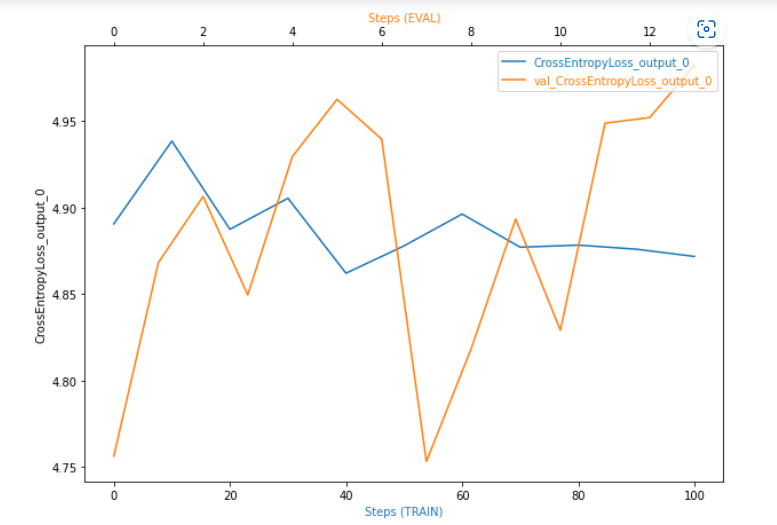 Steps (EVAL)
0 2 4 6 8 10 12
CrossEntropyLoss_output_0
val_CrossEntropyLoss_output_0
4.95
4.90
4.85
4.80
4.75
CrossEntropyLoss_output_0
0 20 40 60 80 100
Steps (TRAIN)